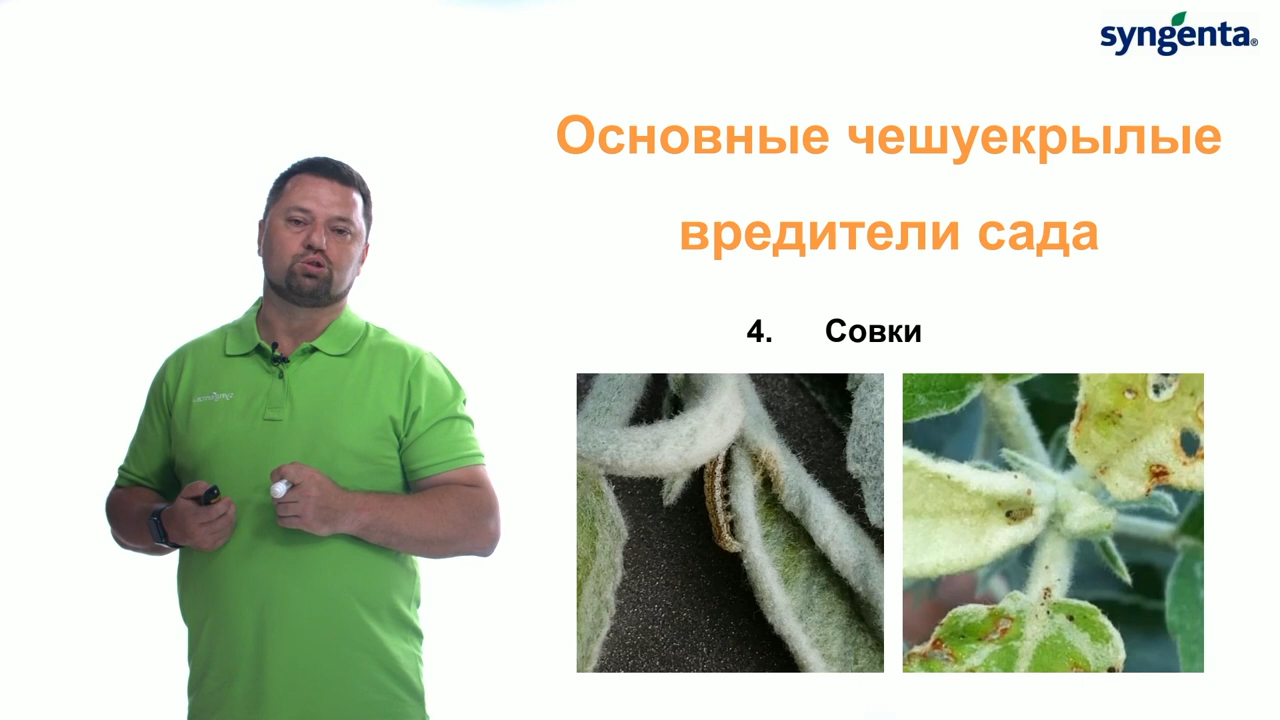 syngenta®
Основные чешуекрылые
вредители сада
4. Совки